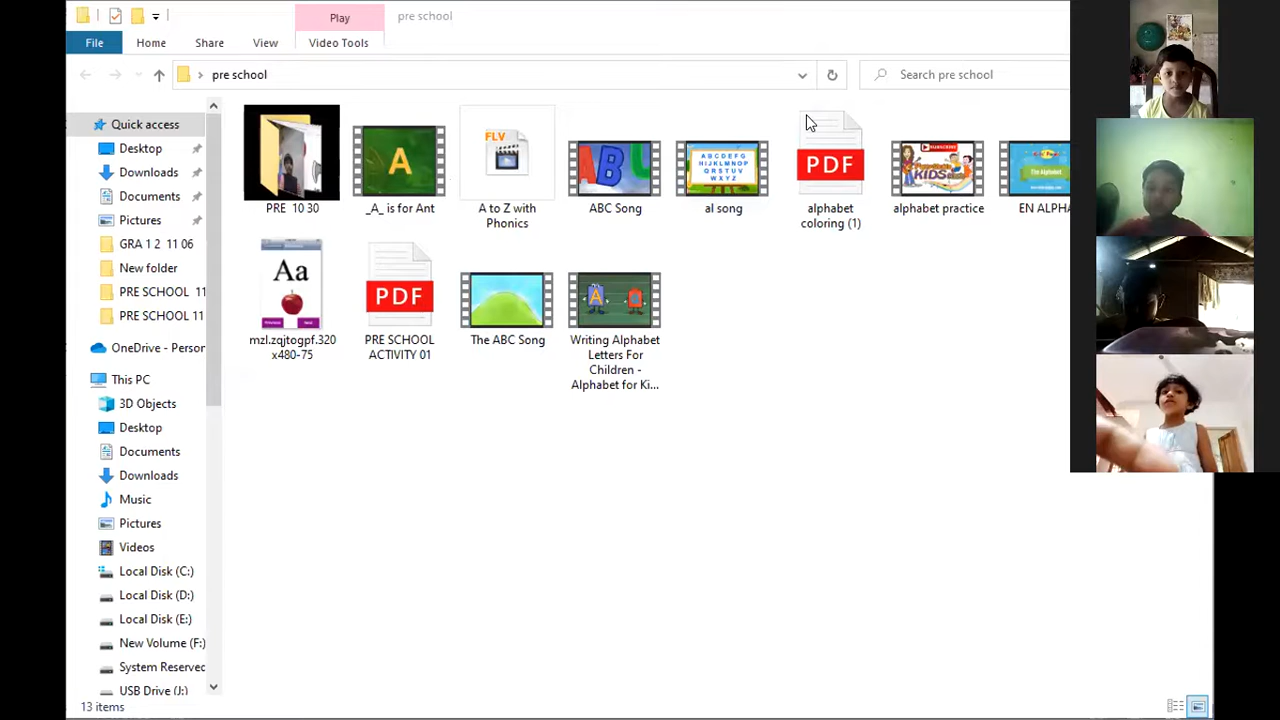 Play
pre school
File
Home
Share
View
Video Tools
pre school
Search pre school
Quick access
Desktop
Downloads
Documents
Pictures
GRA 1 2 11 06
New folder
PRE SCHOOL 11
PRE SCHOOL 11
OneDrive - Person
This PC
3D Objects
Desktop
Documents
Downloads
Music
Pictures
Videos
Local Disk (C:)
Local Disk (D:)
Local Disk (E:)
New Volume (F:)
System Reserved
USB Drive (J:)
PRE 10 30
A
_A_ is for Ant
FLV
A to Z with
Phonics
ABC
ABC Song
A B C D E F G
H I J K L M N O P
Q R S T U V
W X Y Z
al song
PDF
alphabet
coloring (1)
SUBSCRIBE
KIDS
alphabet practice
The Alphabet
EN ALPHA
Aa
mzl.zqjtogpf.320
x480-75
PDF
PRE SCHOOL
ACTIVITY 01
The ABC Song
A
Writing Alphabet
Letters For
Children -
Alphabet for Ki...
13 items